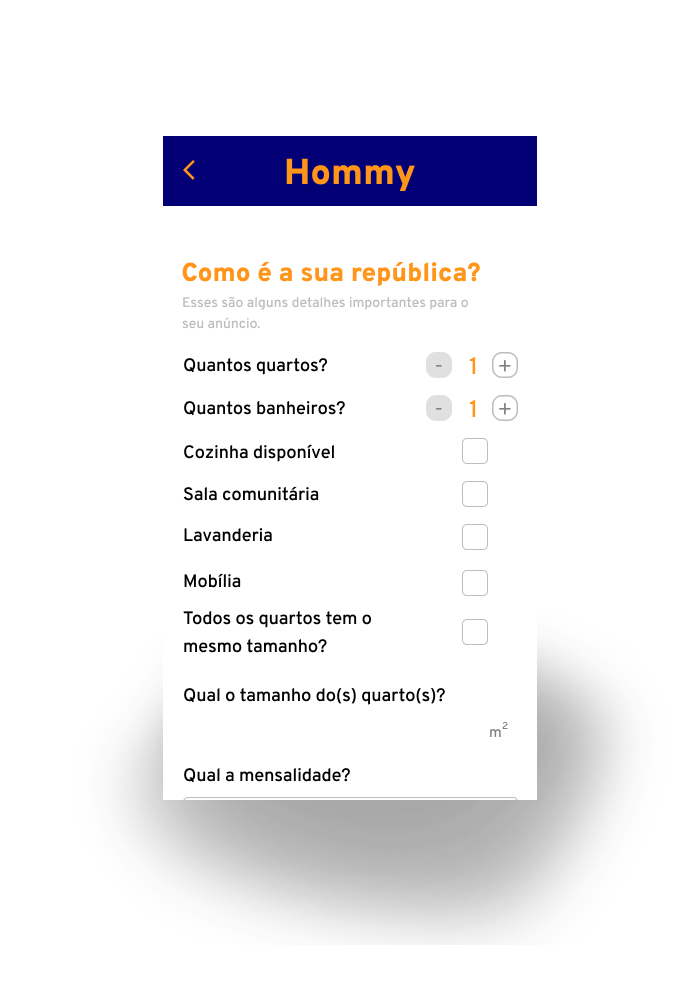 Hommy
Como é a sua república?
Esses são alguns detalhes importantes para o
seu anúncio.
Quantos quartos? - 1 +
Quantos banheiros? - 1 +
Cozinha disponível
Sala comunitária
Lavanderia
Mobília
Todos os quartos tem o
mesmo tamanho?
Qual o tamanho do(s) quarto(s)?
m²
Qual a mensalidade?